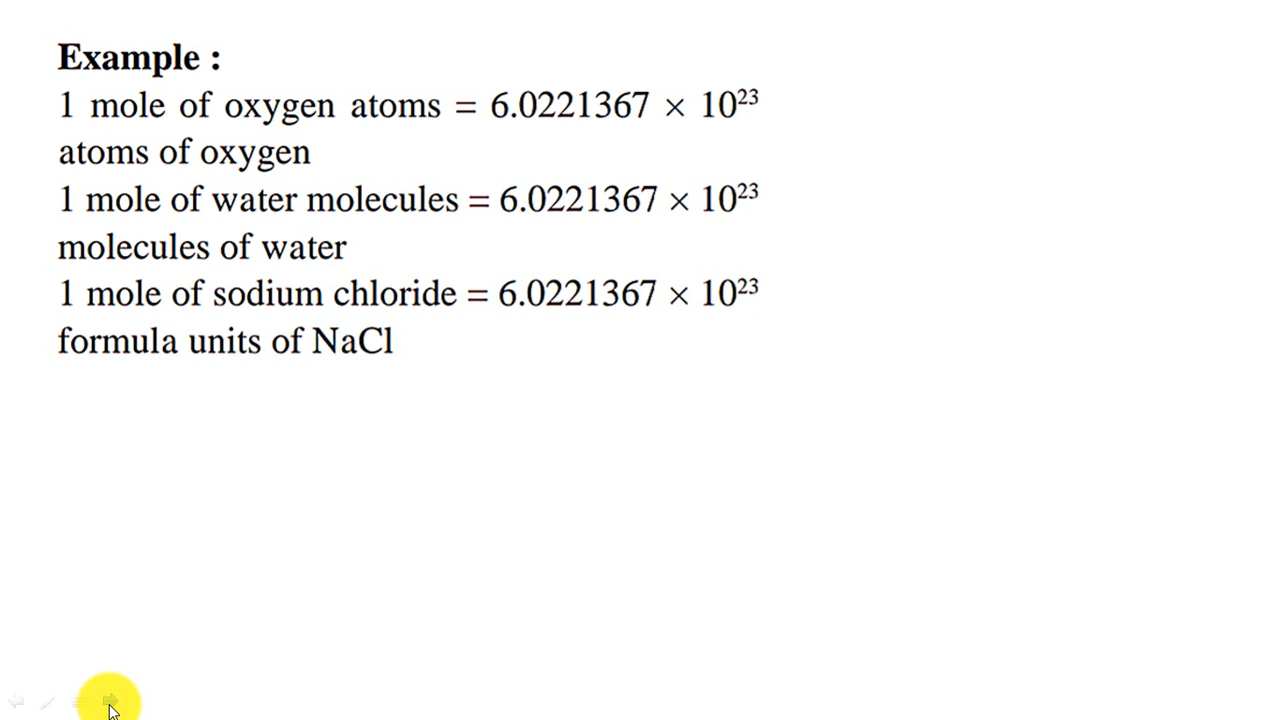 Example :
1 mole of oxygen atoms = 6.0221367 × 10²³
atoms of oxygen
1 mole of water molecules = 6.0221367 × 10²³
molecules of water
1 mole of sodium chloride = 6.0221367 × 10²³
formula units of NaCl